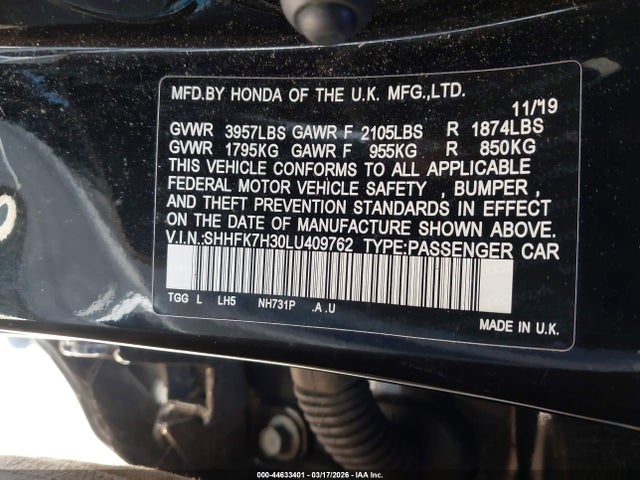 MFD.BY HONDA OF THE U.K. MFG.,LTD.
11/'19
GVWR 3957LBS GAWR F 2105LBS R 1874LBS
GVWR 1795KG GAWR F 955KG R 850KG
THIS VEHICLE CONFORMS TO ALL APPLICABLE
FEDERAL MOTOR VEHICLE SAFETY , BUMPER ,
AND THEFT PREVENTION STANDARDS IN EFFECT
ON THE DATE OF MANUFACTURE SHOWN ABOVE.
V.I.N:SHHFK7H30LU409762 TYPE:PASSENGER CAR
TGG L LH5 NH731P .A .U
MADE IN U.K.
000-44633401 | 03/17/2026 | IAA Inc.